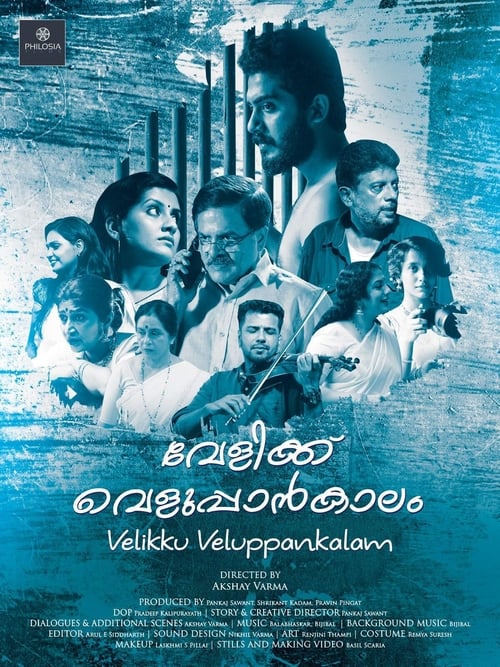 PHILOSIA
വേളിക്ക്
വെളുപ്പാൻകാലം
Velikku Veluppankalam
DIRECTED BY
AKSHAY VARMA
PRODUCED BY PANKAJ SAWANT, SHRIKANT KADAM, PRAVIN PINGAT
DOP PRADEEP KALIPURAYATH | STORY & CREATIVE DIRECTOR PANKAJ SAWANT
DIALOGUES & ADDITIONAL SCENES AKSHAY VARMA | MUSIC BALABHASKAR, BIJIBAL | BACKGROUND MUSIC BIJIBAL
EDITOR ARUL E SIDDHARTH | SOUND DESIGN NIKHIL VARMA | ART RENJINI THAMPI | COSTUME REMYA SURESH
MAKEUP LASKHMI S PILLAI | STILLS AND MAKING VIDEO BASIL SCARIA